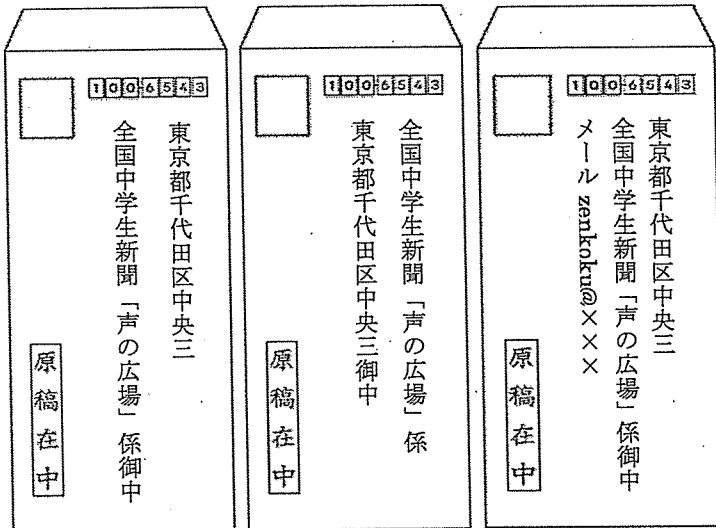 1006543
東京都千代田区中央三
全国中学生新聞「声の広場」係御中
メール zenkoku@×××
原稿在中
1006543
全国中学生新聞「声の広場」係
東京都千代田区中央三御中
原稿在中
1006543
東京都千代田区中央三
全国中学生新聞「声の広場」係御中
原稿在中